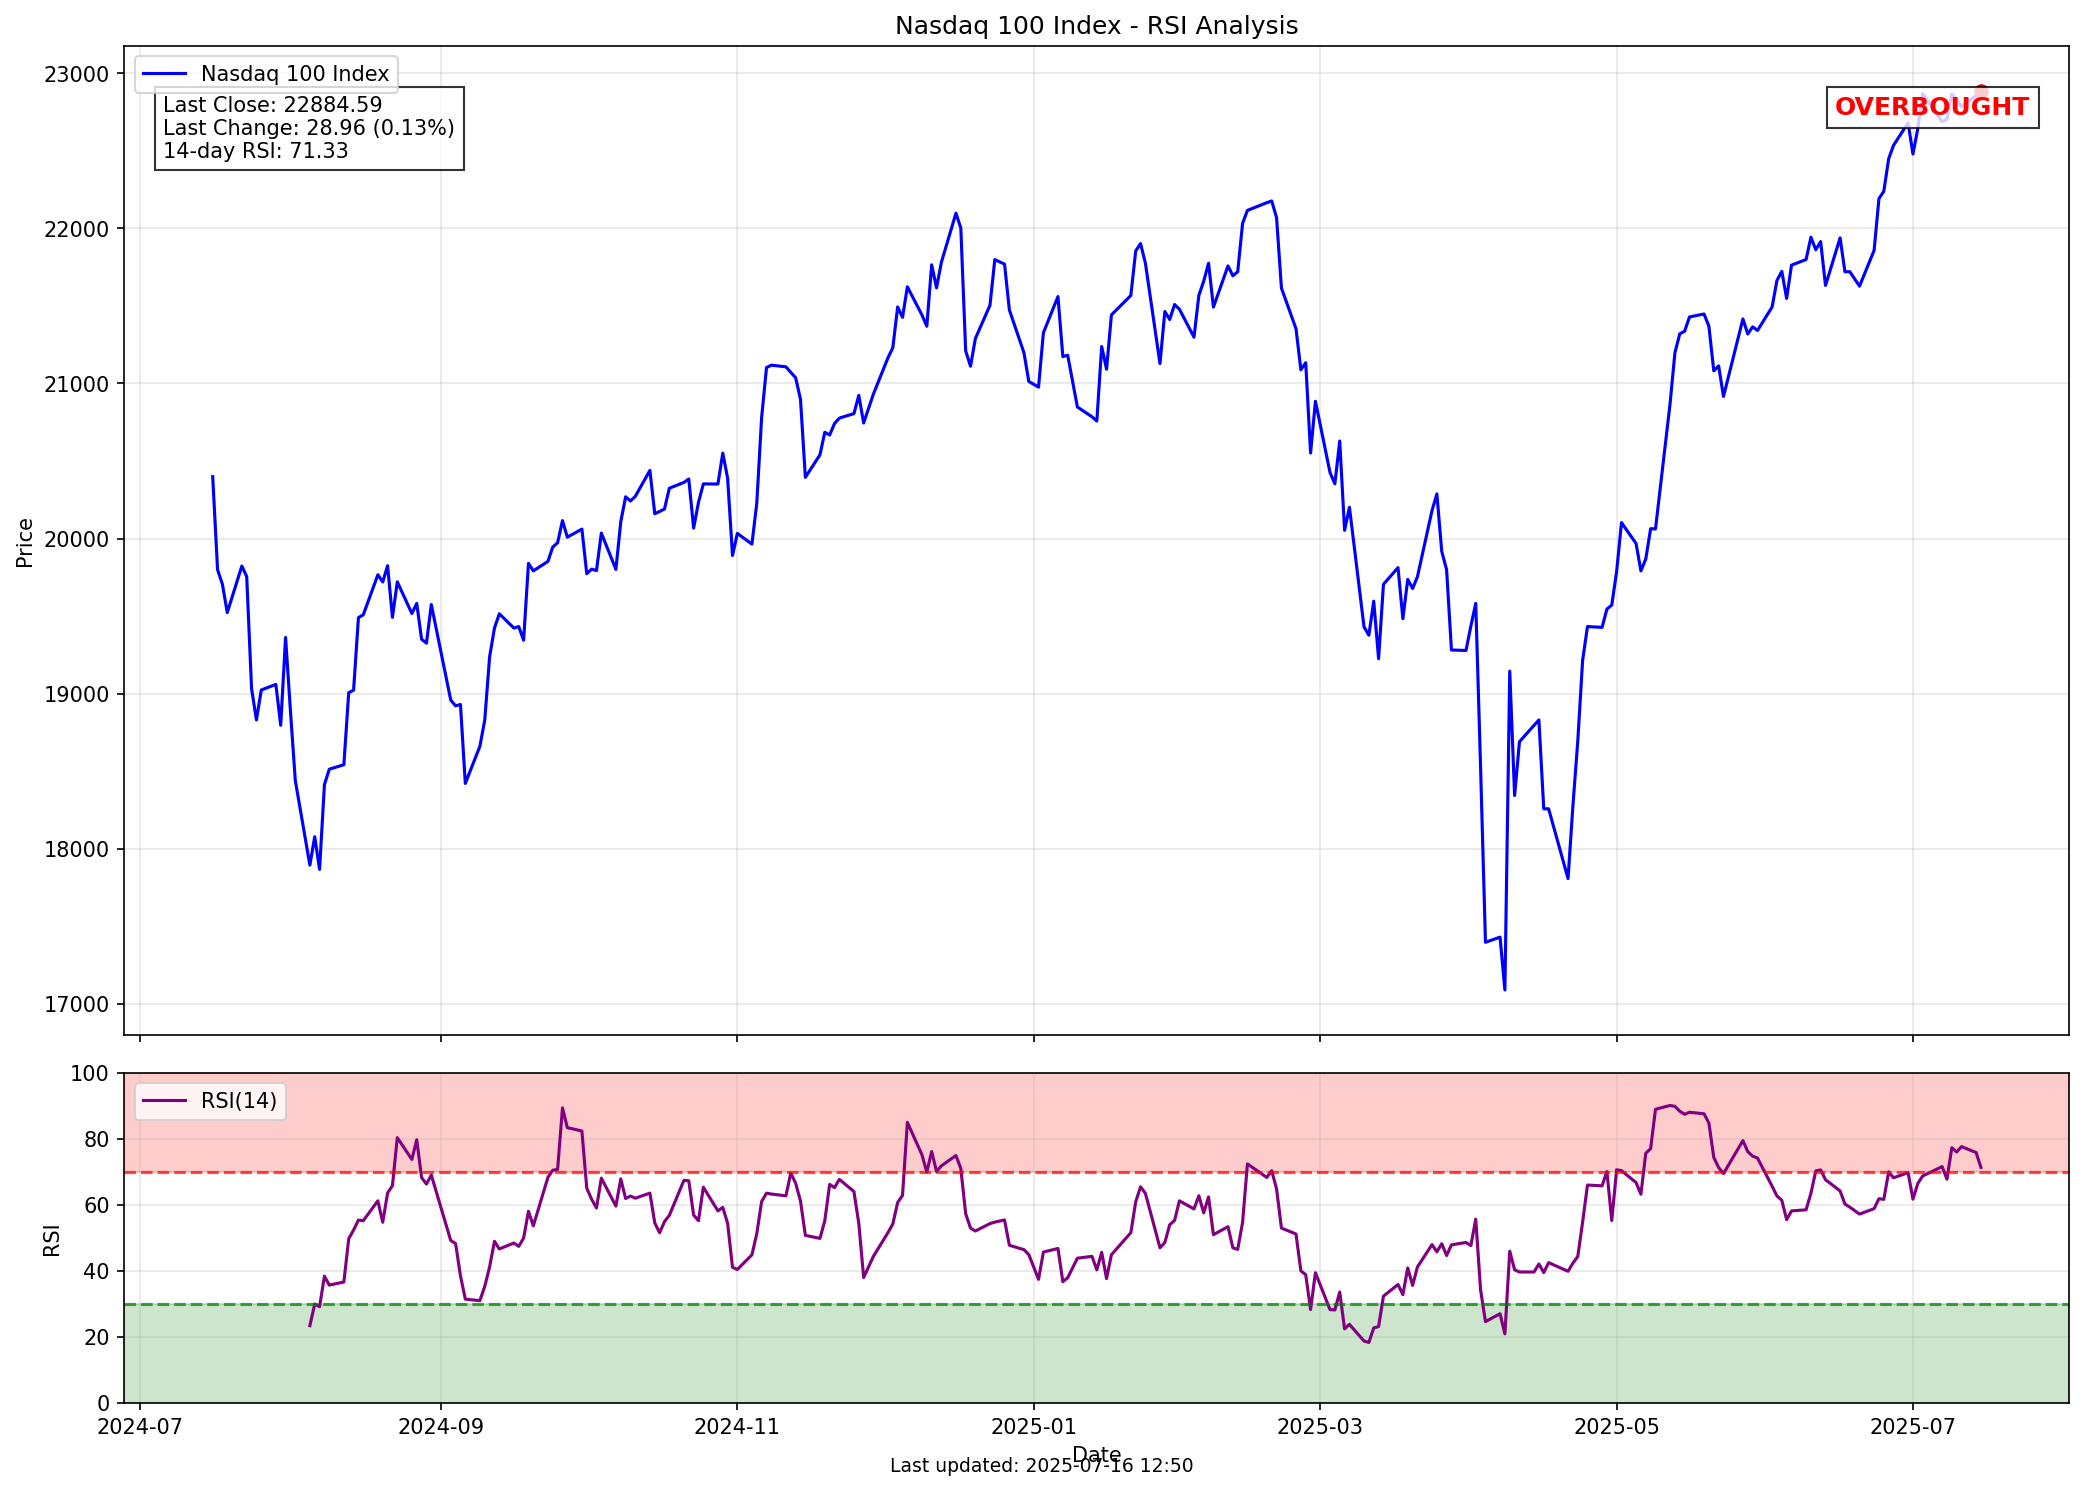 Nasdaq 100 Index - RSI Analysis
Nasdaq 100 Index
Last Close: 22884.59
Last Change: 28.96 (0.13%)
14-day RSI: 71.33
OVERBOUGHT
Price
23000
22000
21000
20000
19000
18000
17000
RSI(14)
RSI
100
80
60
40
20
0
2024-07
2024-09
2024-11
2025-01
2025-03
2025-05
2025-07
Date
Last updated: 2025-07-16 12:50